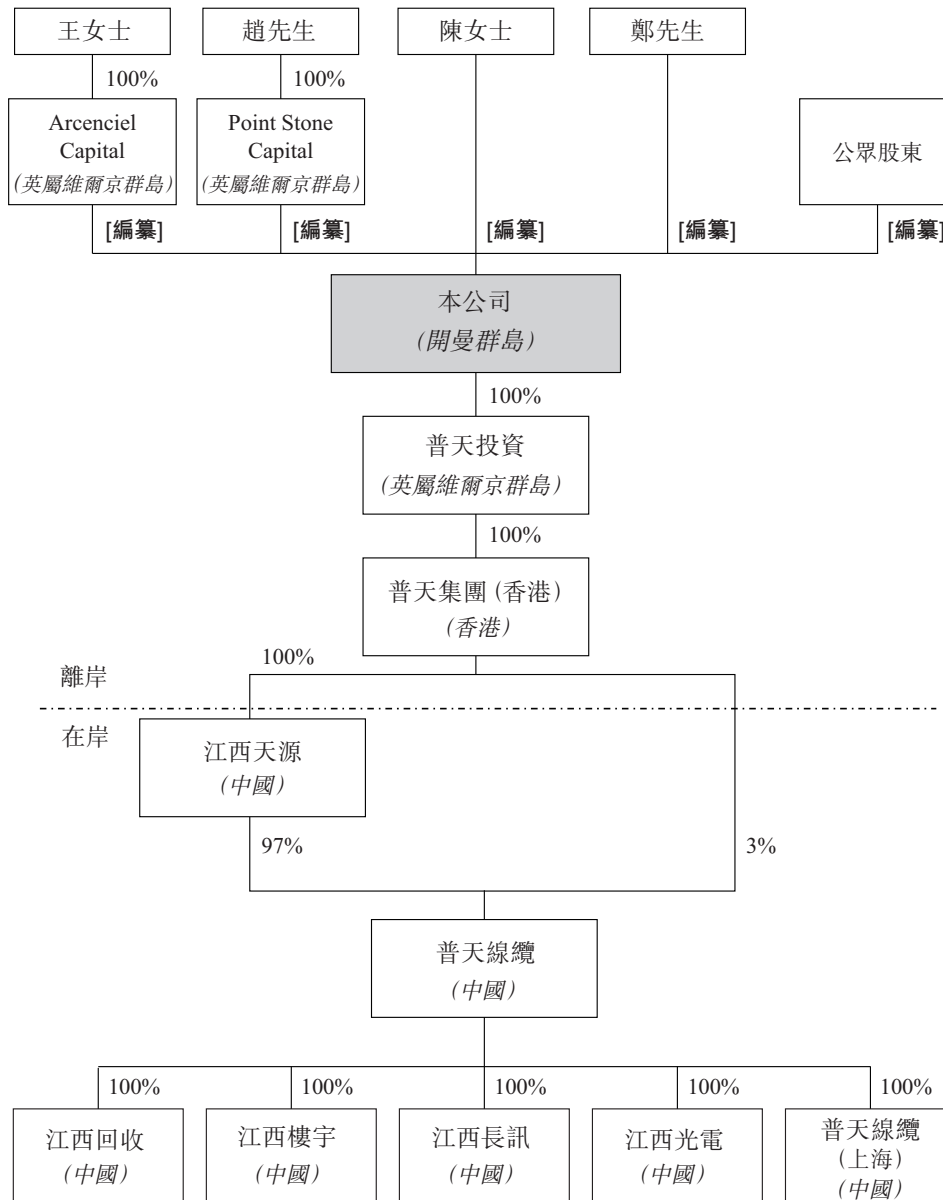 王女士
趙先生
陳女士
鄭先生
100%
100%
Arcenciel
Capital
(英屬維爾京群島)
Point Stone
Capital
(英屬維爾京群島)
公眾股東
[編纂]
[編纂]
[編纂]
[編纂]
[編纂]
本公司
(開曼群島)
100%
普天投資
(英屬維爾京群島)
100%
普天集團 (香港)
(香港)
100%
離岸
在岸
江西天源
(中國)
97%
3%
普天線纜
(中國)
100%
100%
100%
100%
100%
江西回收
(中國)
江西樓宇
(中國)
江西長訊
(中國)
江西光電
(中國)
普天線纜
(上海)
(中國)